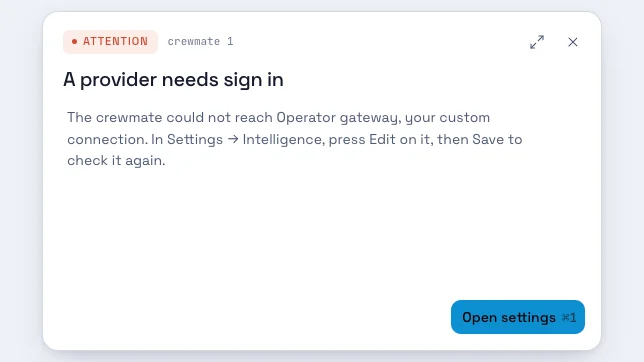 ATTENTION crewmate 1
A provider needs sign in
The crewmate could not reach Operator gateway, your custom
connection. In Settings → Intelligence, press Edit on it, then Save to
check it again.
Open settings ⌘1